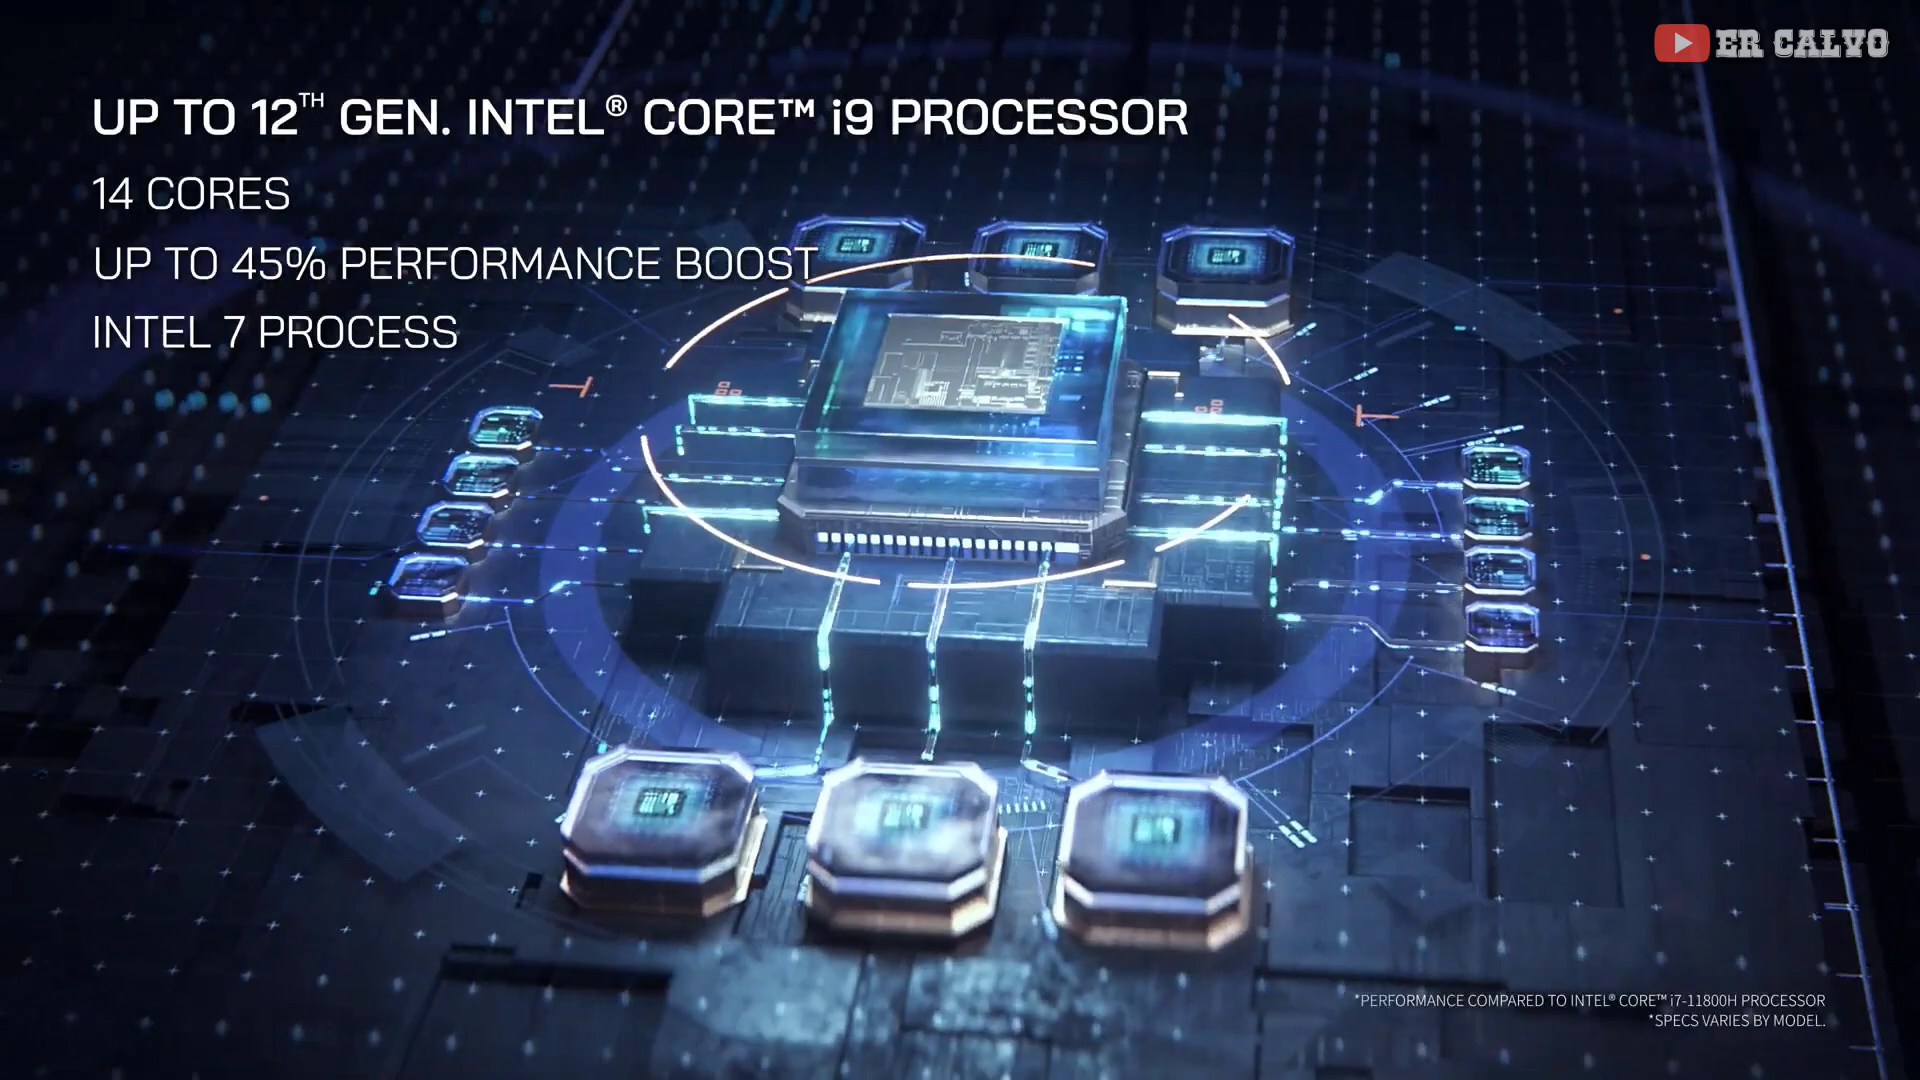 ER CALVO
UP TO 12TH GEN. INTEL® CORE™ i9 PROCESSOR
14 CORES
UP TO 45% PERFORMANCE BOOST
INTEL 7 PROCESS
*PERFORMANCE COMPARED TO INTEL® CORE™ i7-11800H PROCESSOR
*SPECS VARIES BY MODEL.